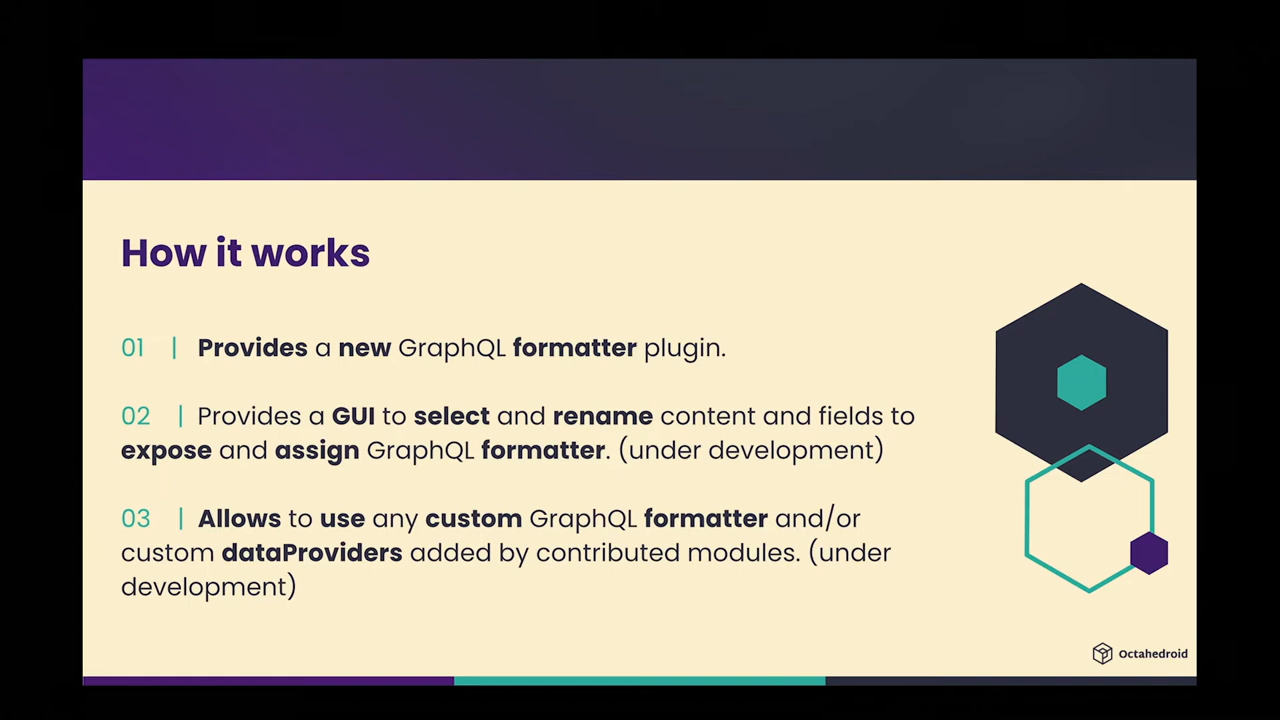 How it works
01 | Provides a new GraphQL formatter plugin.
02 | Provides a GUI to select and rename content and fields to
expose and assign GraphQL formatter. (under development)
03 | Allows to use any custom GraphQL formatter and/or
custom dataProviders added by contributed modules. (under
development)
Octahedroid